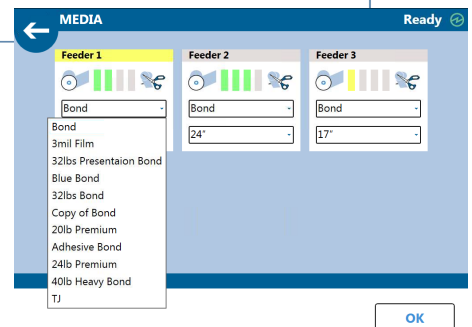 MEDIA
Ready
Feeder 1
Feeder 2
Feeder 3
Bond
Bond
Bond
24"
17"
Bond
3mil Film
32lbs Presentaion Bond
Blue Bond
32lbs Bond
Copy of Bond
20lb Premium
Adhesive Bond
24lb Premium
40lb Heavy Bond
TJ
OK